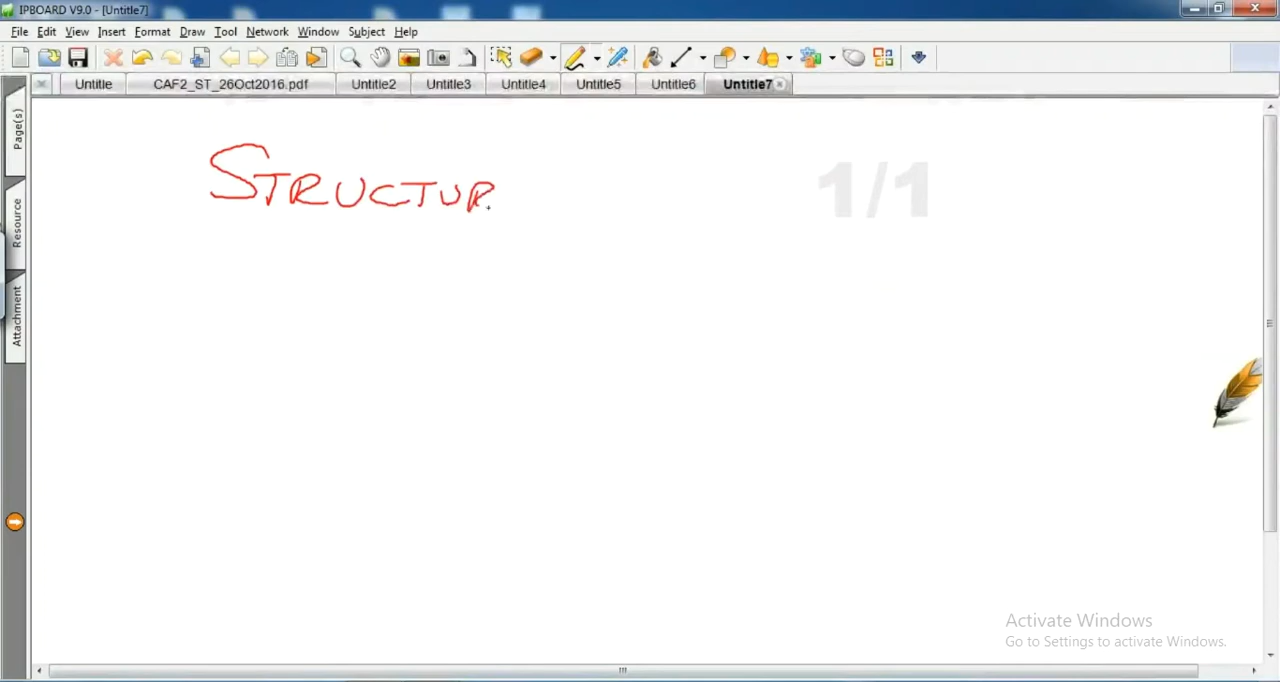 IPBOARD V9.0 - [Untitle7]
File Edit View Insert Format Draw Tool Network Window Subject Help
Untitle CAF2_ST_26Oct2016.pdf Untitle2 Untitle3 Untitle4 Untitle5 Untitle6 Untitle7
Page(s)
Resource
Attachment
STRUCTUR
1/1
Activate Windows
Go to Settings to activate Windows.